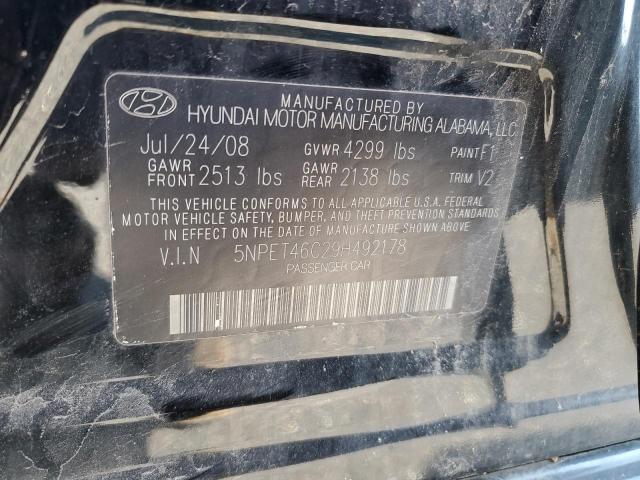 MANUFACTURED BY
HYUNDAI MOTOR MANUFACTURING ALABAMA, LLC
Jul/24/08 GVWR 4299 lbs PAINT F1
GAWR FRONT 2513 lbs GAWR REAR 2138 lbs TRIM V2
THIS VEHICLE CONFORMS TO ALL APPLICABLE U.S.A. FEDERAL
MOTOR VEHICLE SAFETY, BUMPER, AND THEFT PREVENTION
STANDARDS IN EFFECT ON THE DATE OF MANUFACTURE SHOWN ABOVE.
V.I.N 5NPET46C29H492178
PASSENGER CAR